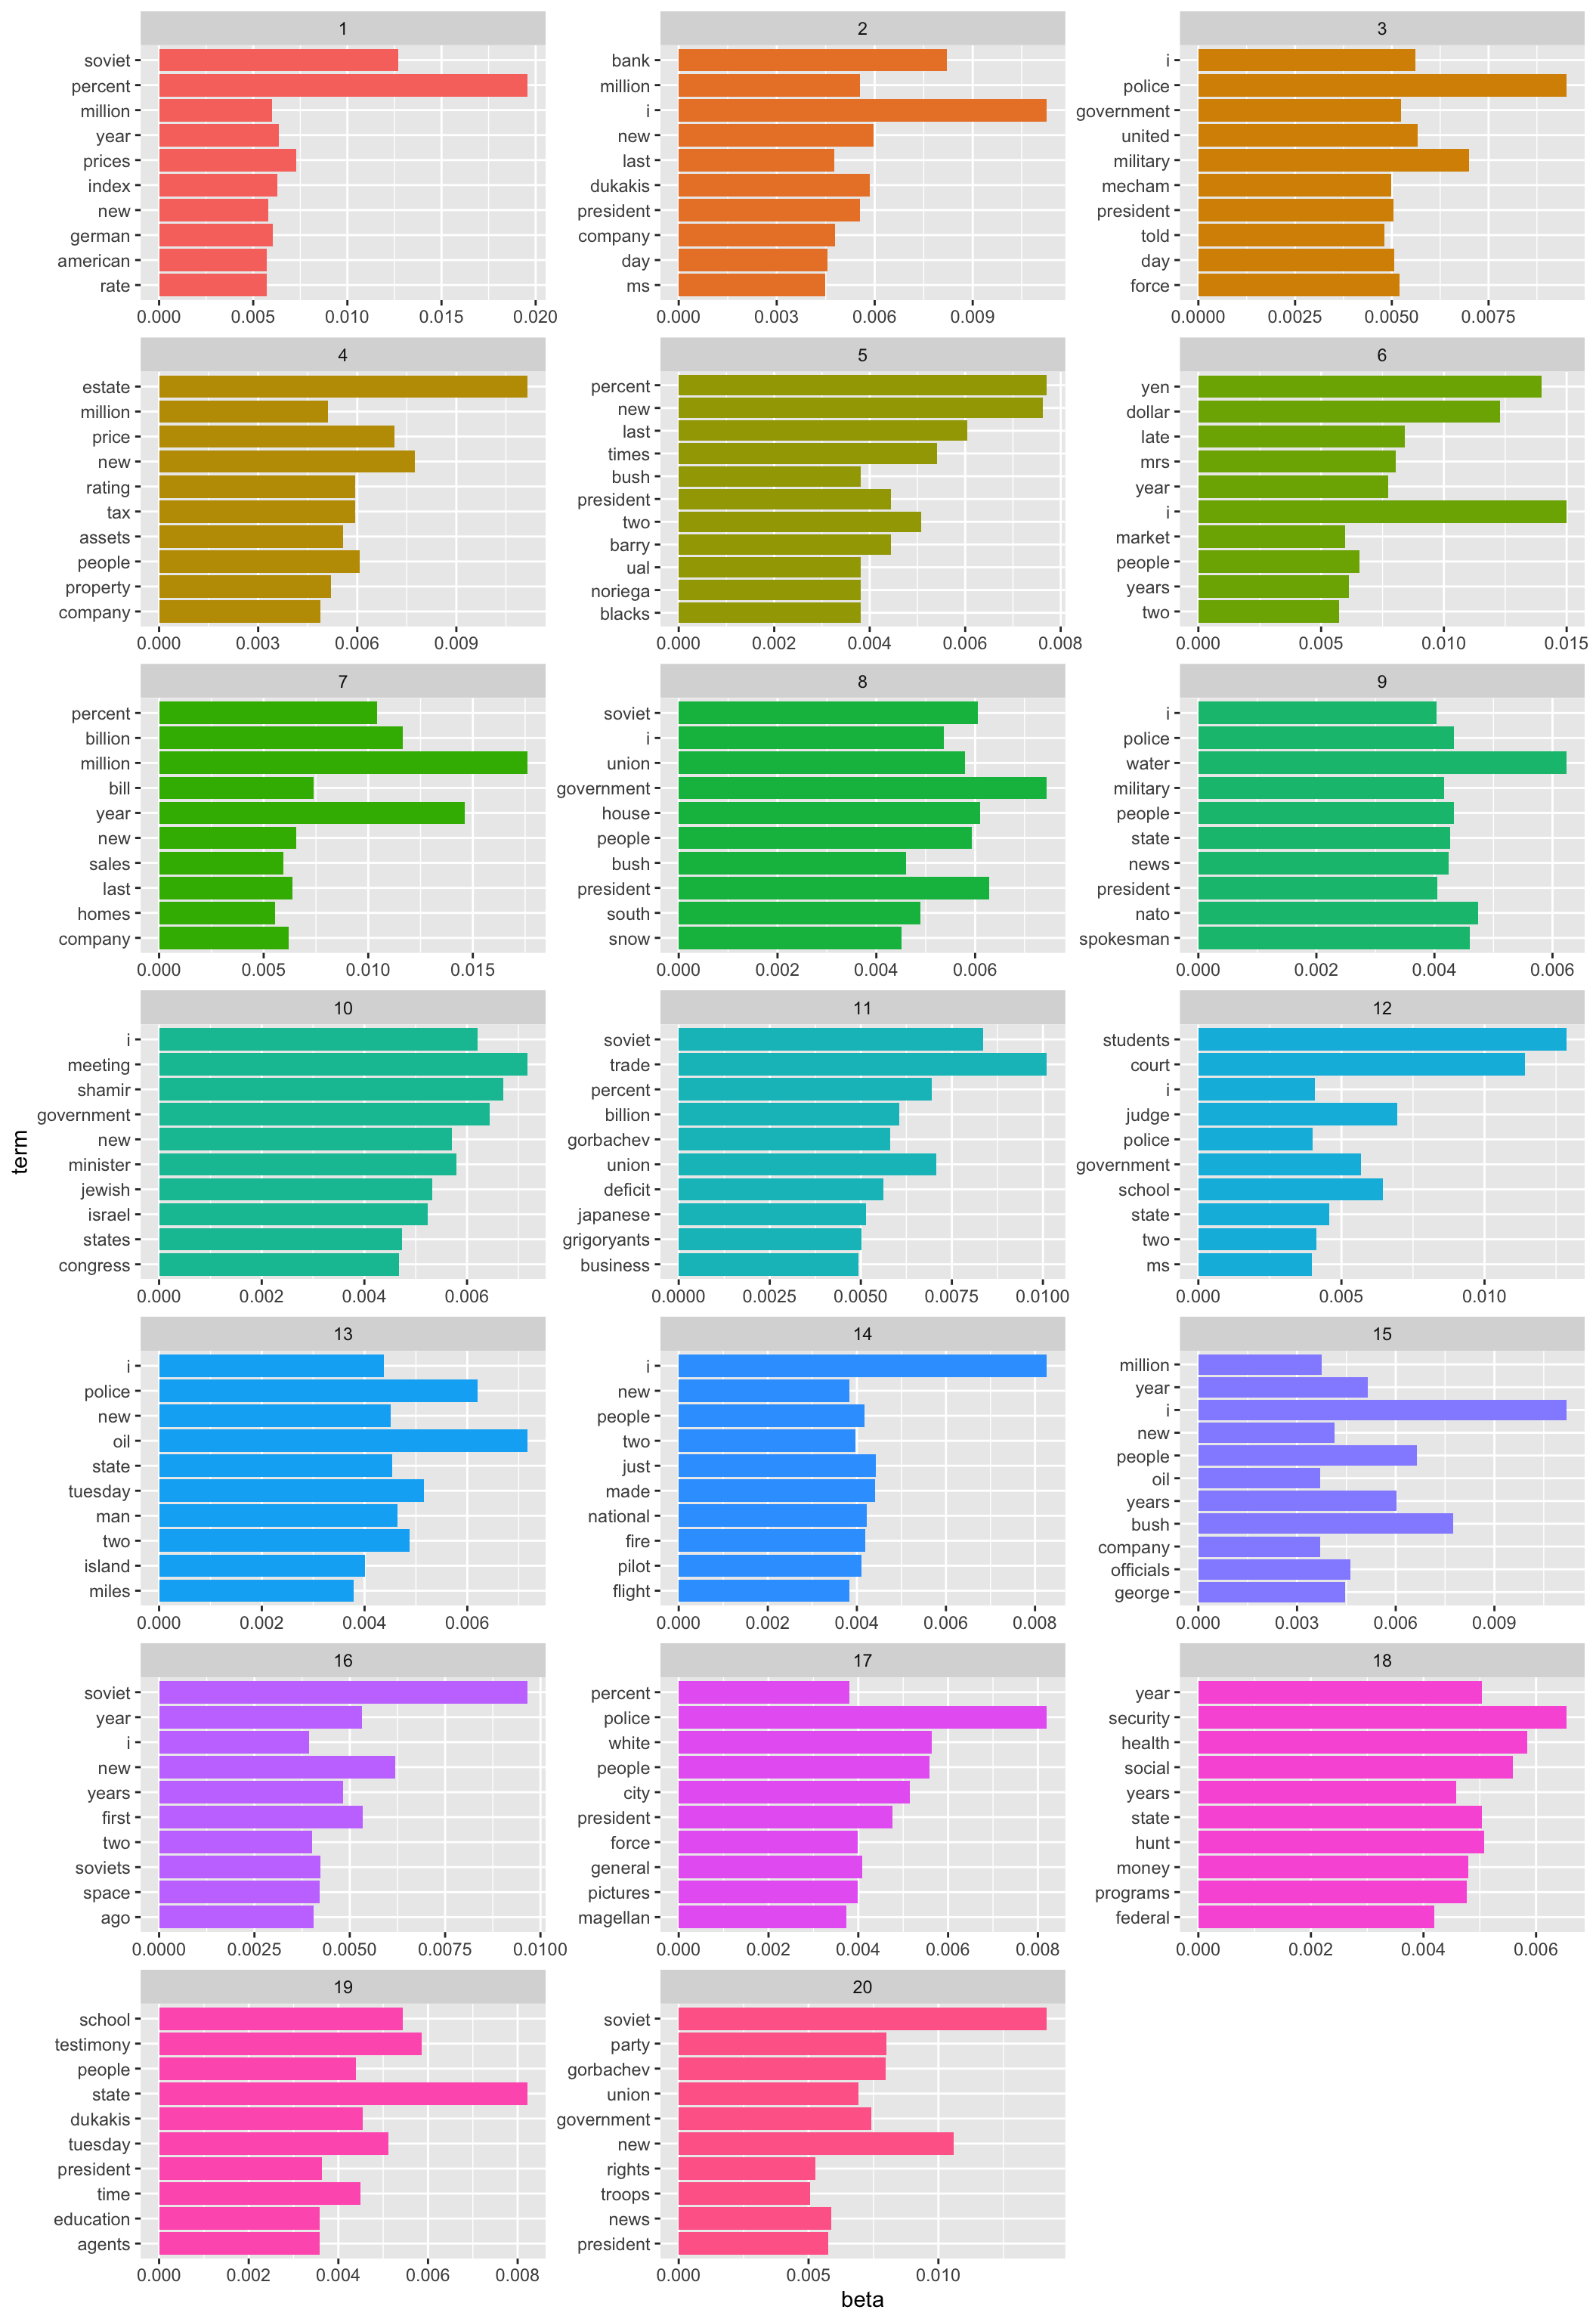 1
soviet
percent
million
year
prices
index
new
german
american
rate
0.000 0.005 0.010 0.015 0.020
2
bank
million
i
new
last
dukakis
president
company
day
ms
0.000 0.003 0.006 0.009
3
i
police
government
united
military
mecham
president
told
day
force
0.0000 0.0025 0.0050 0.0075
4
estate
million
price
new
rating
tax
assets
people
property
company
0.000 0.003 0.006 0.009
5
percent
new
last
times
bush
president
two
barry
ual
noriega
blacks
0.000 0.002 0.004 0.006 0.008
6
yen
dollar
late
mrs
year
i
market
people
years
two
0.000 0.005 0.010 0.015
7
percent
billion
million
bill
year
new
sales
last
homes
company
0.000 0.005 0.010 0.015
8
soviet
i
union
government
house
people
bush
president
south
snow
0.000 0.002 0.004 0.006
9
i
police
water
military
people
state
news
president
nato
spokesman
0.000 0.002 0.004 0.006
10
i
meeting
shamir
government
new
minister
jewish
israel
states
congress
0.000 0.002 0.004 0.006
11
soviet
trade
percent
billion
gorbachev
union
deficit
japanese
grigoryants
business
0.0000 0.0025 0.0050 0.0075 0.0100
12
students
court
i
judge
police
government
school
state
two
ms
0.000 0.005 0.010
13
i
police
new
oil
state
tuesday
man
two
island
miles
0.000 0.002 0.004 0.006
14
i
new
people
two
just
made
national
fire
pilot
flight
0.000 0.002 0.004 0.006 0.008
15
million
year
i
new
people
oil
years
bush
company
officials
george
0.000 0.003 0.006 0.009
16
soviet
year
i
new
years
first
two
soviets
space
ago
0.0000 0.0025 0.0050 0.0075 0.0100
17
percent
police
white
people
city
president
force
general
pictures
magellan
0.000 0.002 0.004 0.006 0.008
18
year
security
health
social
years
state
hunt
money
programs
federal
0.000 0.002 0.004 0.006
19
school
testimony
people
state
dukakis
tuesday
president
time
education
agents
0.000 0.002 0.004 0.006 0.008
20
soviet
party
gorbachev
union
government
new
rights
troops
news
president
0.000 0.005 0.010
term
beta